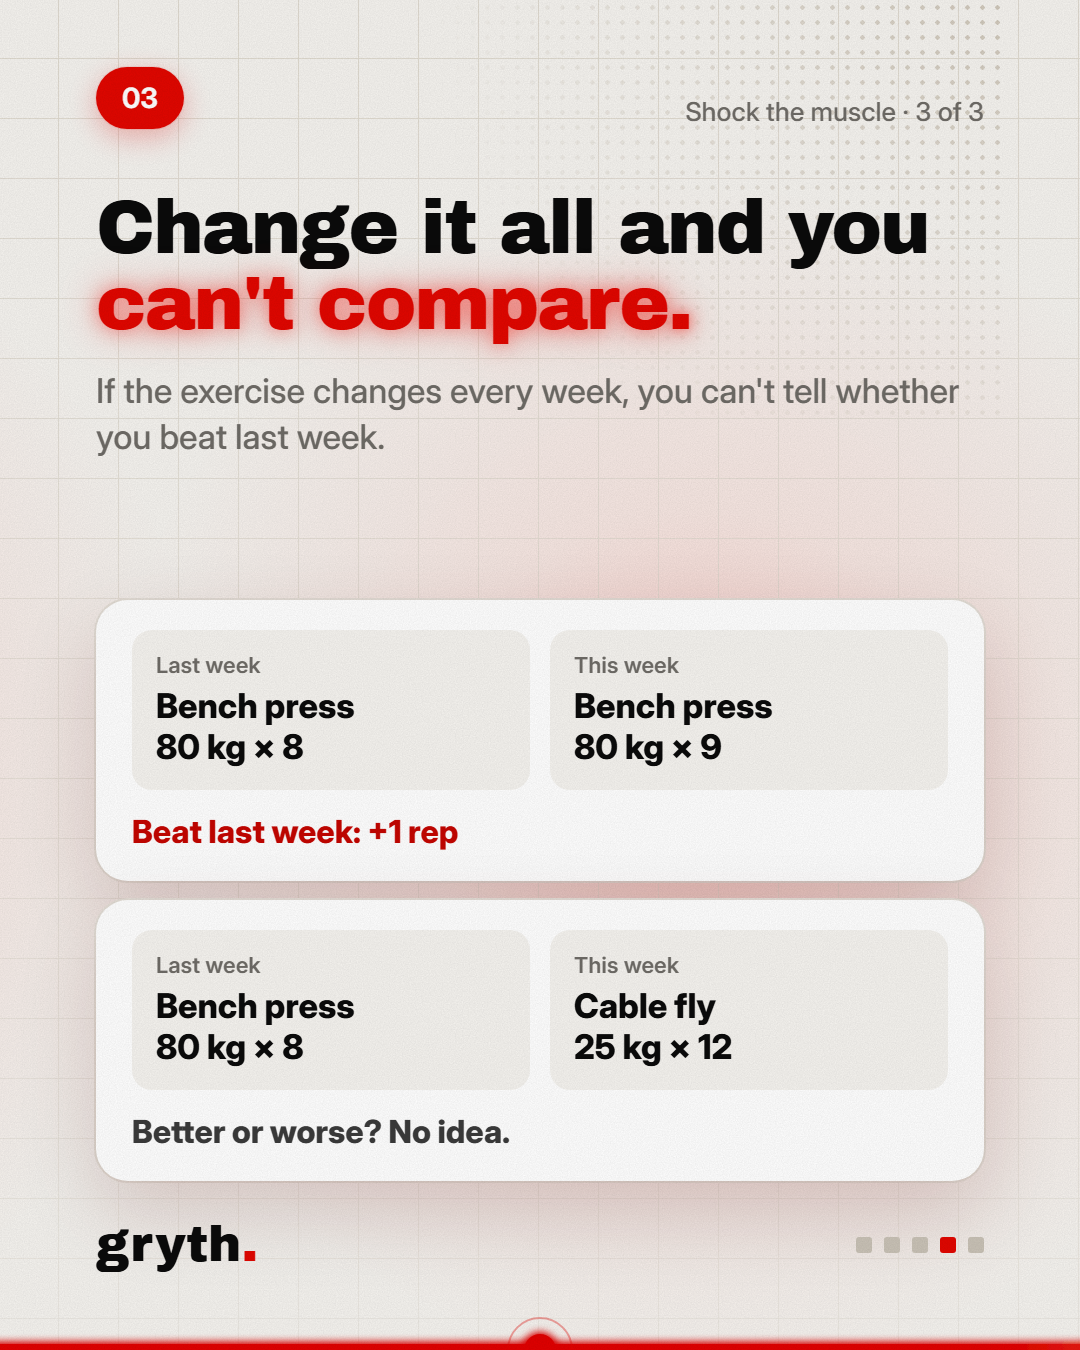 03
Shock the muscle · 3 of 3
Change it all and you
can't compare.
If the exercise changes every week, you can't tell whether
you beat last week.
Last week
Bench press
80 kg × 8
This week
Bench press
80 kg × 9
Beat last week: +1 rep
Last week
Bench press
80 kg × 8
This week
Cable fly
25 kg × 12
Better or worse? No idea.
gryth.